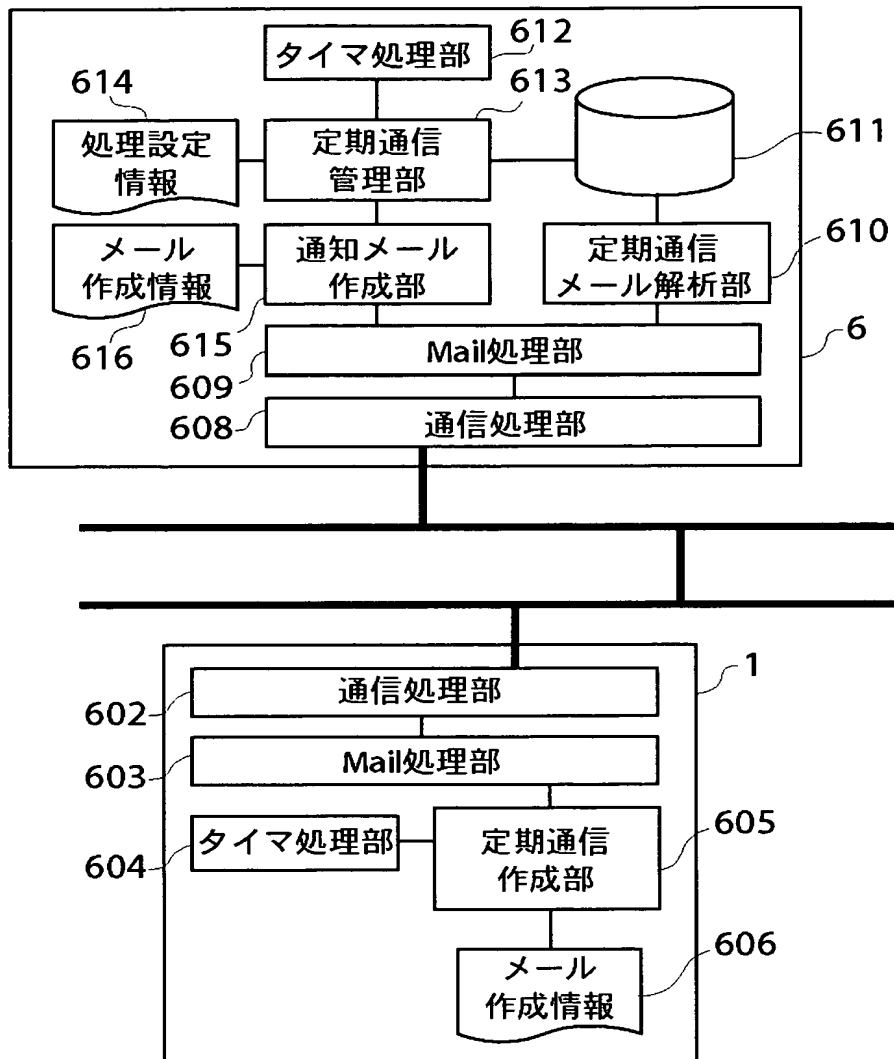 612
タイマ処理部
614
613
処理設定
情報
定期通信
管理部
611
メール
作成情報
通知メール
作成部
定期通信
メール解析部
610
616
615
Mail処理部
6
609
608
通信処理部
1
通信処理部
602
Mail処理部
603
タイマ処理部
604
定期通信
作成部
605
メール
作成情報
606